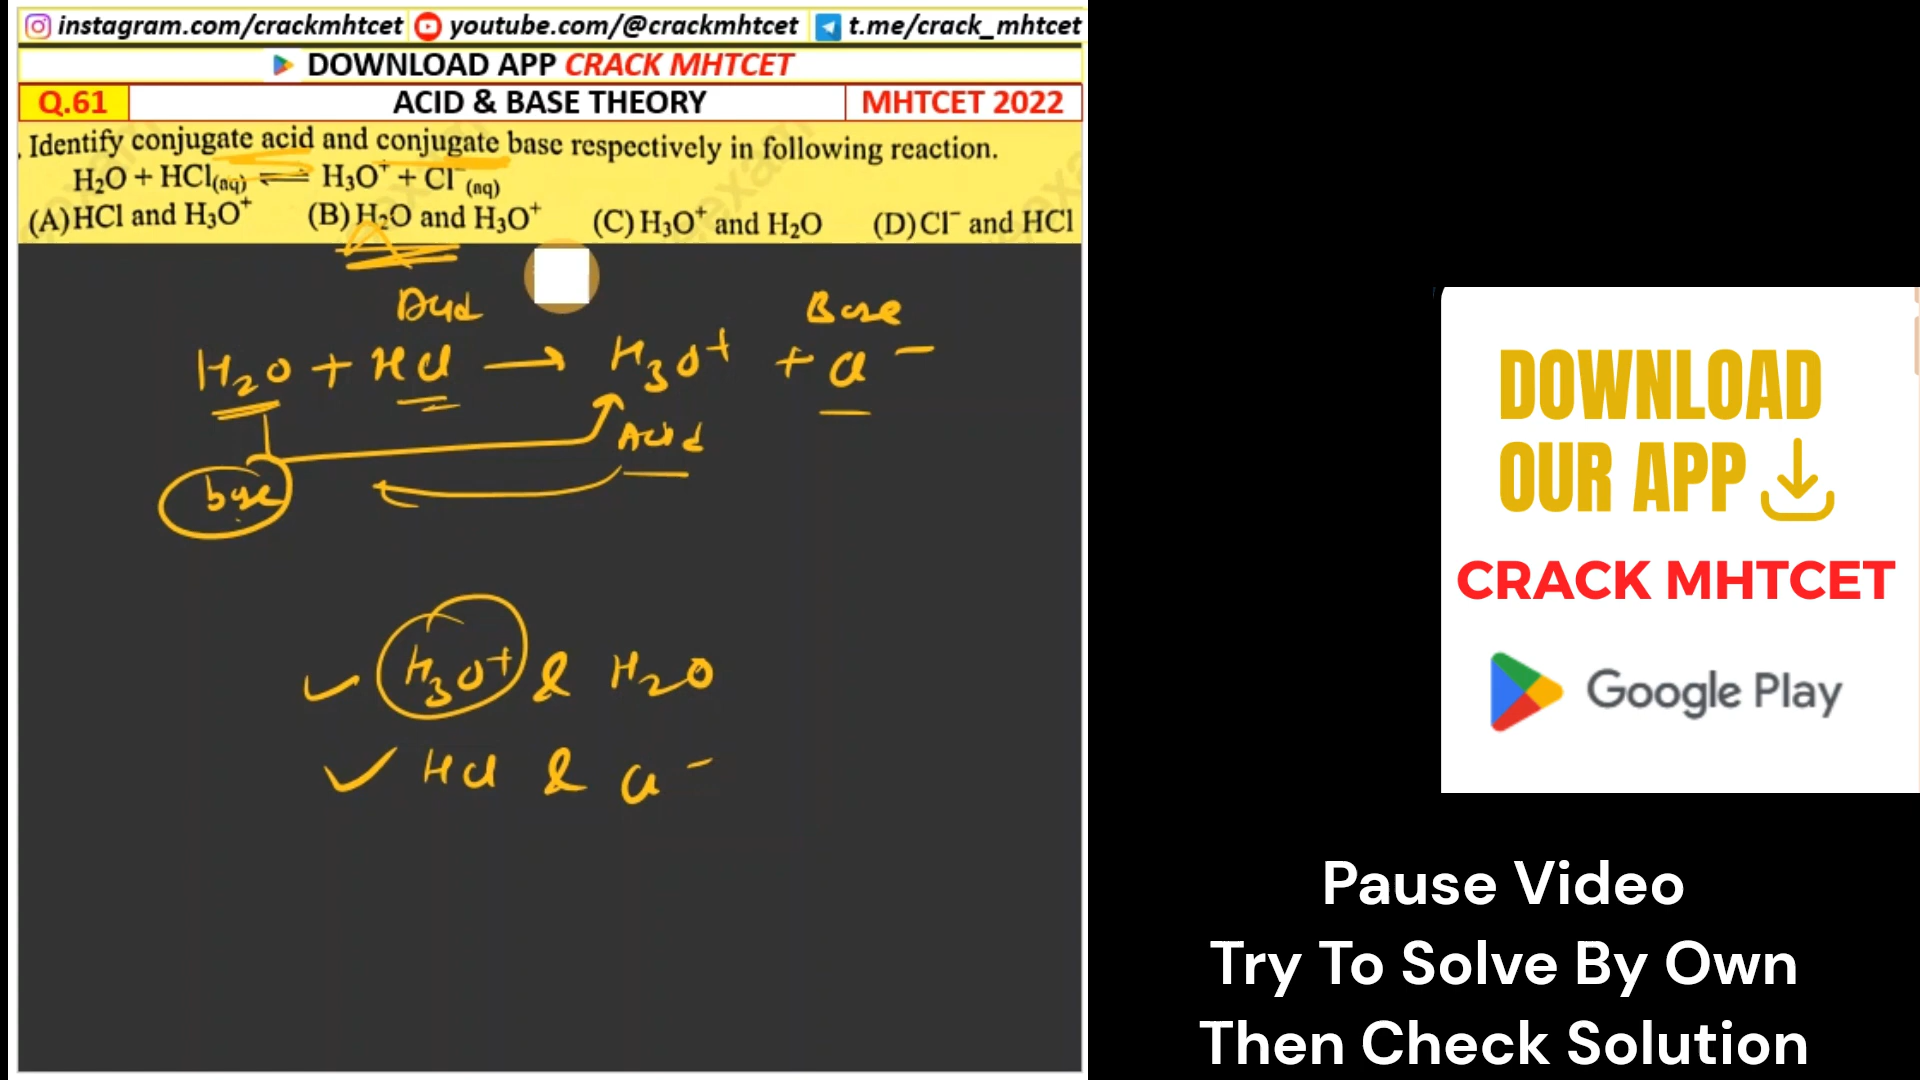 instagram.com/crackmhtcet youtube.com/@crackmhtcet t.me/crack_mhtcet
DOWNLOAD APP CRACK MHTCET
Q.61 ACID & BASE THEORY MHTCET 2022
. Identify conjugate acid and conjugate base respectively in following reaction.
H₂O + HCl(aq) ⇌ H₃O⁺ + Cl⁻(aq)
(A) HCl and H₃O⁺ (B) H₂O and H₃O⁺ (C) H₃O⁺ and H₂O (D) Cl⁻ and HCl
Acid Base
H₂O + HCl → H₃O⁺ + Cl⁻
Acid
base
H₃O⁺ & H₂O
HCl & Cl⁻
DOWNLOAD
OUR APP
CRACK MHTCET
Google Play
Pause Video
Try To Solve By Own
Then Check Solution